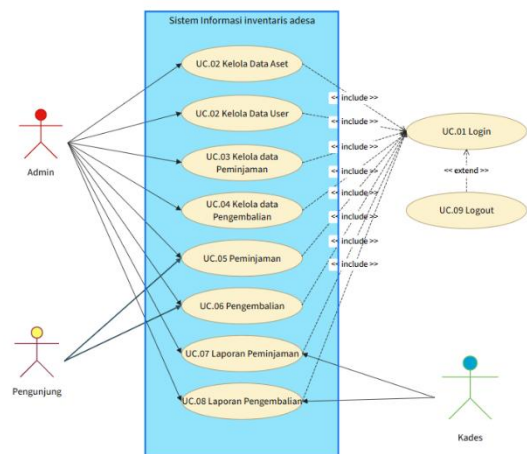 Sistem Informasi inventaris adesa
UC.02 Kelola Data Aset
<< include >>
UC.02 Kelola Data User
<< include >>
UC.01 Login
Admin
UC.03 Kelola data
Peminjaman
<< include >>
<< extend >>
UC.04 Kelola data
Pengembalian
<< include >>
UC.09 Logout
<< include >>
UC.05 Peminjaman
<< include >>
UC.06 Pengembalian
Pengunjung
UC.07 Laporan Peminjaman
UC.08 Laporan Pengembalian
Kades